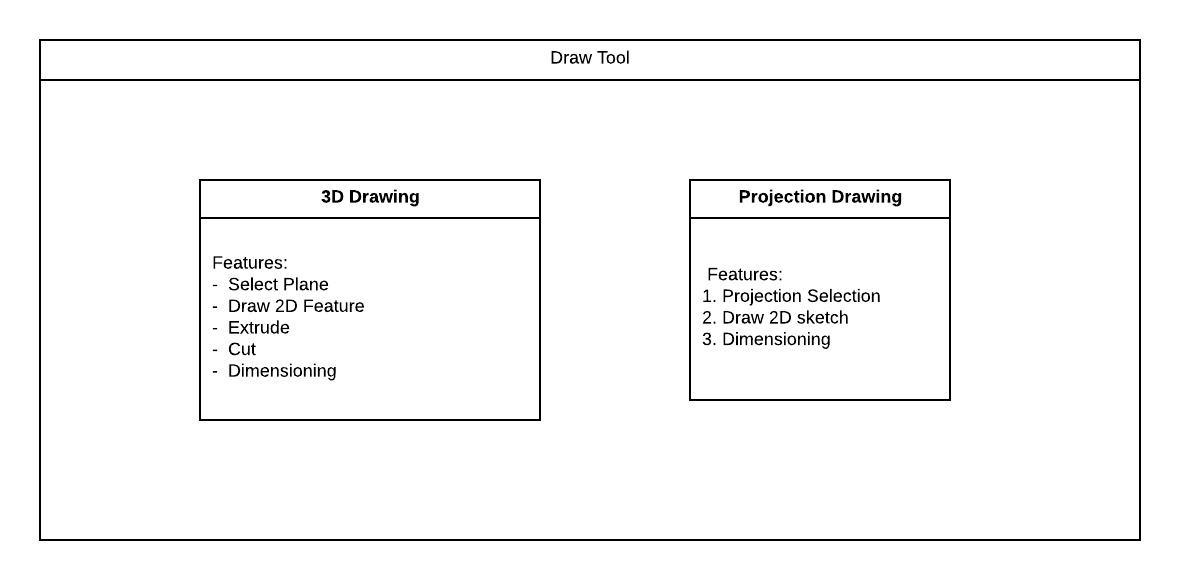 Draw Tool
3D Drawing
Features:
- Select Plane
- Draw 2D Feature
- Extrude
- Cut
- Dimensioning
Projection Drawing
Features:
1. Projection Selection
2. Draw 2D sketch
3. Dimensioning